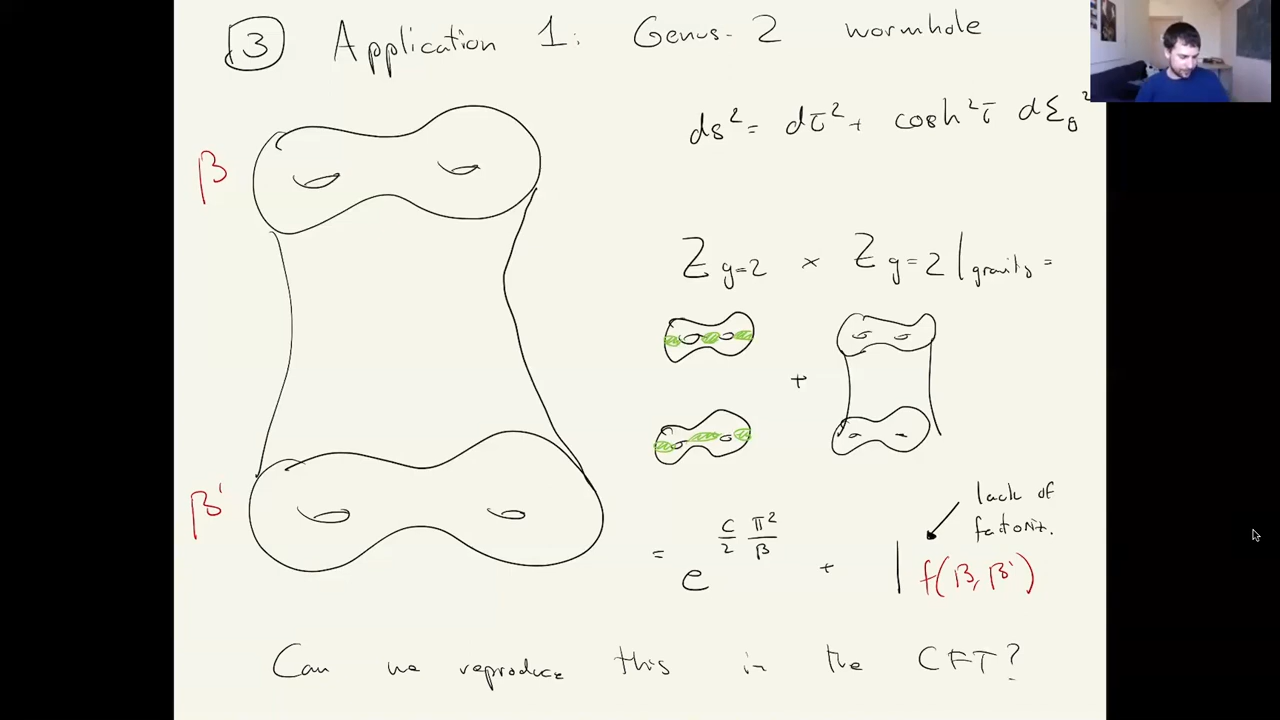 3 Application 1: Genus-2 wormhole
ds² = dτ² + cosh²τ dΣ_g²
β
Z_{g=2} × Z_{g=2}|_{gravity} =
+
lack of
factoriz.
β'
= e^{c/2 π²/β} + | f(β, β')
Can we reproduce this in the CFT?